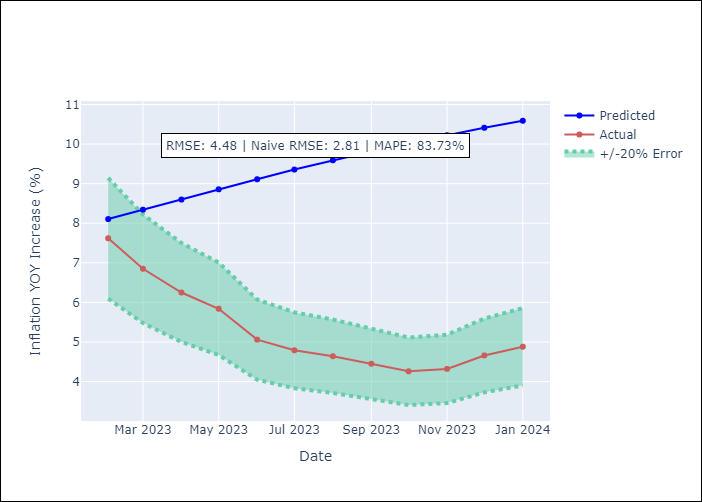 RMSE: 4.48 | Naive RMSE: 2.81 | MAPE: 83.73%
Predicted
Actual
+/-20% Error
Inflation YOY Increase (%)
11
10
9
8
7
6
5
4
Mar 2023 May 2023 Jul 2023 Sep 2023 Nov 2023 Jan 2024
Date